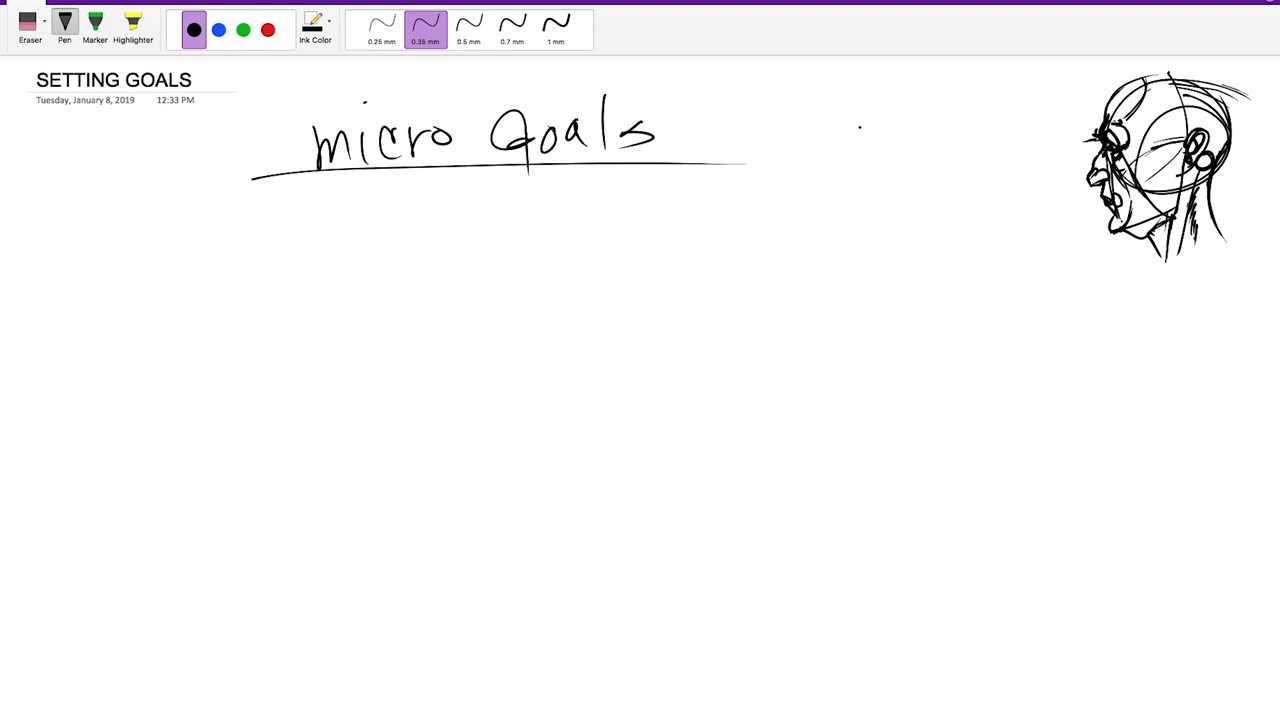 Eraser Pen Marker Highlighter Ink Color 0.25 mm 0.35 mm 0.5 mm 0.7 mm 1 mm
SETTING GOALS
Tuesday, January 8, 2019 12:33 PM
micro Goals